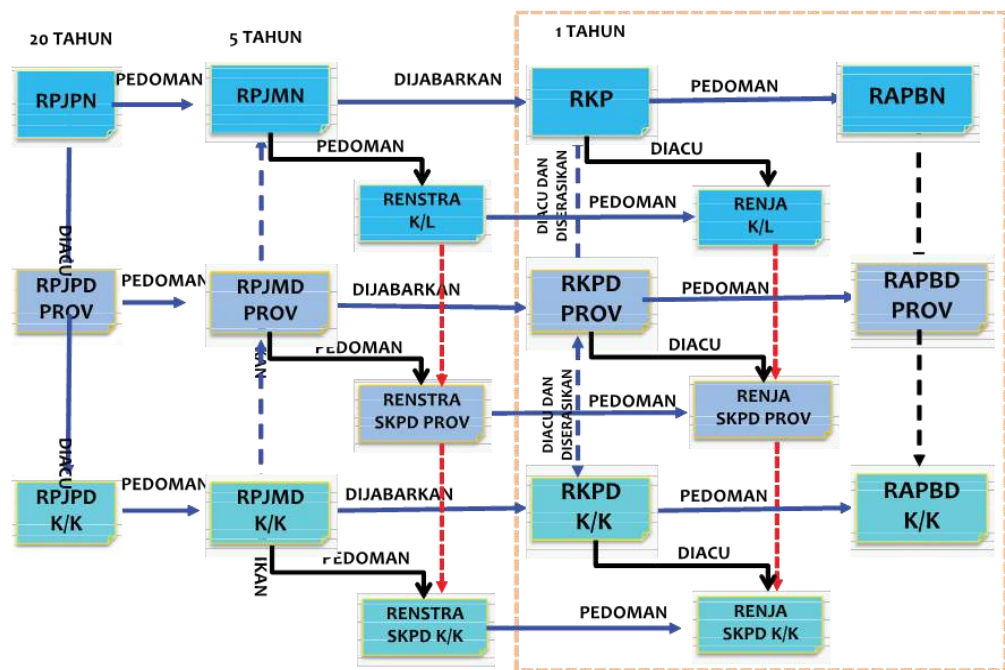 20 TAHUN
5 TAHUN
1 TAHUN
RPJPN
PEDOMAN
RPJMN
DIJABARKAN
RKP
PEDOMAN
RAPBN
PEDOMAN
DIACU
RENSTRA
K/L
PEDOMAN
RENJA
K/L
DIACU
DIACU DAN
DISERASIKAN
RPJPD
PROV
PEDOMAN
RPJMD
PROV
DIJABARKAN
RKPD
PROV
PEDOMAN
RAPBD
PROV
PEDOMAN
IKAN
DIACU
RENSTRA
SKPD PROV
PEDOMAN
RENJA
SKPD PROV
DIACU
DIACU DAN
DISERASIKAN
RPJPD
K/K
PEDOMAN
RPJMD
K/K
DIJABARKAN
RKPD
K/K
PEDOMAN
RAPBD
K/K
PEDOMAN
IKAN
DIACU
RENSTRA
SKPD K/K
PEDOMAN
RENJA
SKPD K/K